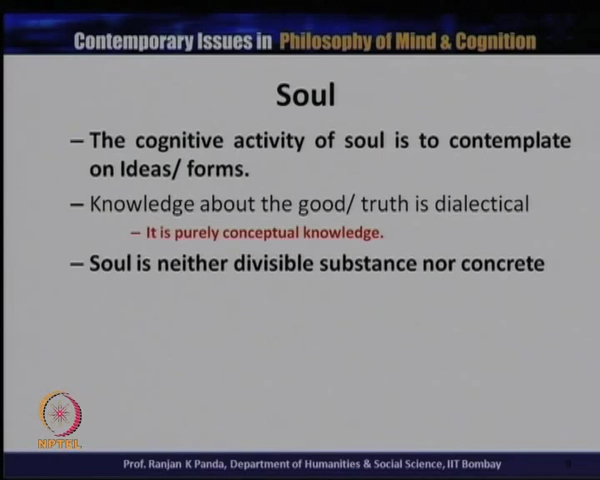 Contemporary Issues in Philosophy of Mind & Cognition
Soul
– The cognitive activity of soul is to contemplate
on Ideas/ forms.
– Knowledge about the good/ truth is dialectical
– It is purely conceptual knowledge.
– Soul is neither divisible substance nor concrete
NPTEL
Prof. Ranjan K Panda, Department of Humanities & Social Science, IIT Bombay